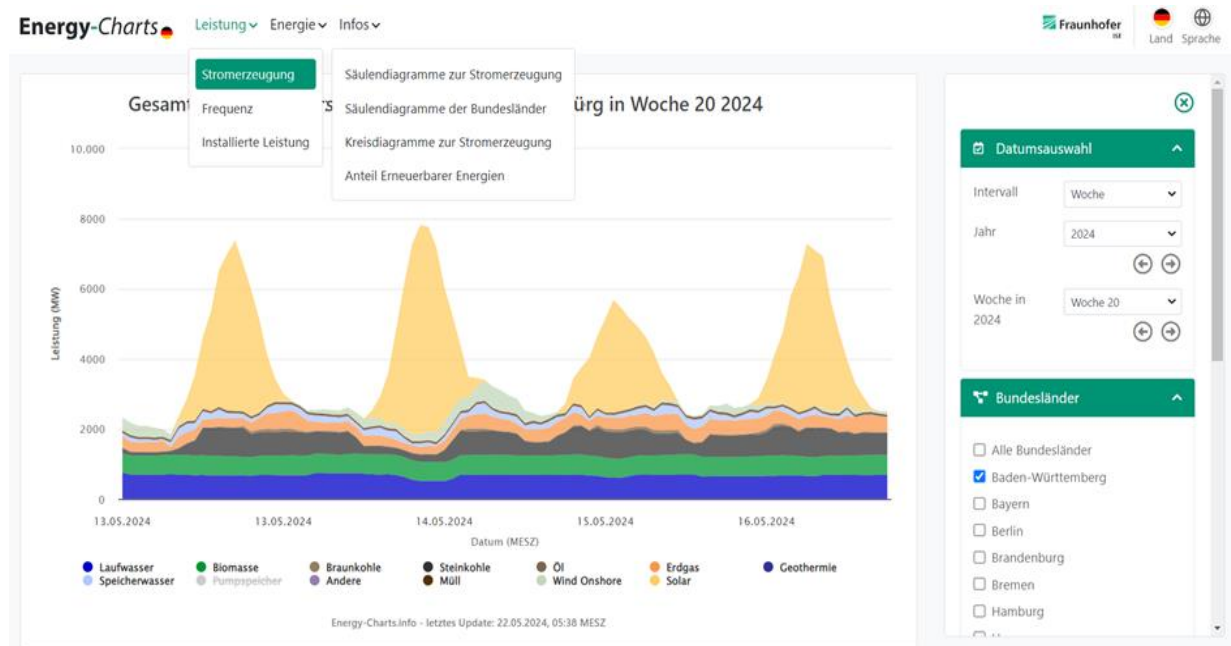 Energy-Charts
Leistung Energie Infos
Fraunhofer
ISE
Land Sprache
Stromerzeugung
Frequenz
Installierte Leistung
Säulendiagramme zur Stromerzeugung
Säulendiagramme der Bundesländer
Kreisdiagramme zur Stromerzeugung
Anteil Erneuerbarer Energien
Gesamt
ürg in Woche 20 2024
10.000
8000
6000
4000
2000
0
Leistung (MW)
13.05.2024 13.05.2024 14.05.2024 15.05.2024 16.05.2024
Datum (MESZ)
Laufwasser Biomasse Braunkohle Steinkohle Öl Erdgas Geothermie
Speicherwasser Pumpspeicher Andere Müll Wind Onshore Solar
Energy-Charts.info - letztes Update: 22.05.2024, 05:38 MESZ
Datumsauswahl
Intervall Woche
Jahr 2024
Woche in Woche 20
2024
Bundesländer
Alle Bundesländer
Baden-Württemberg
Bayern
Berlin
Brandenburg
Bremen
Hamburg